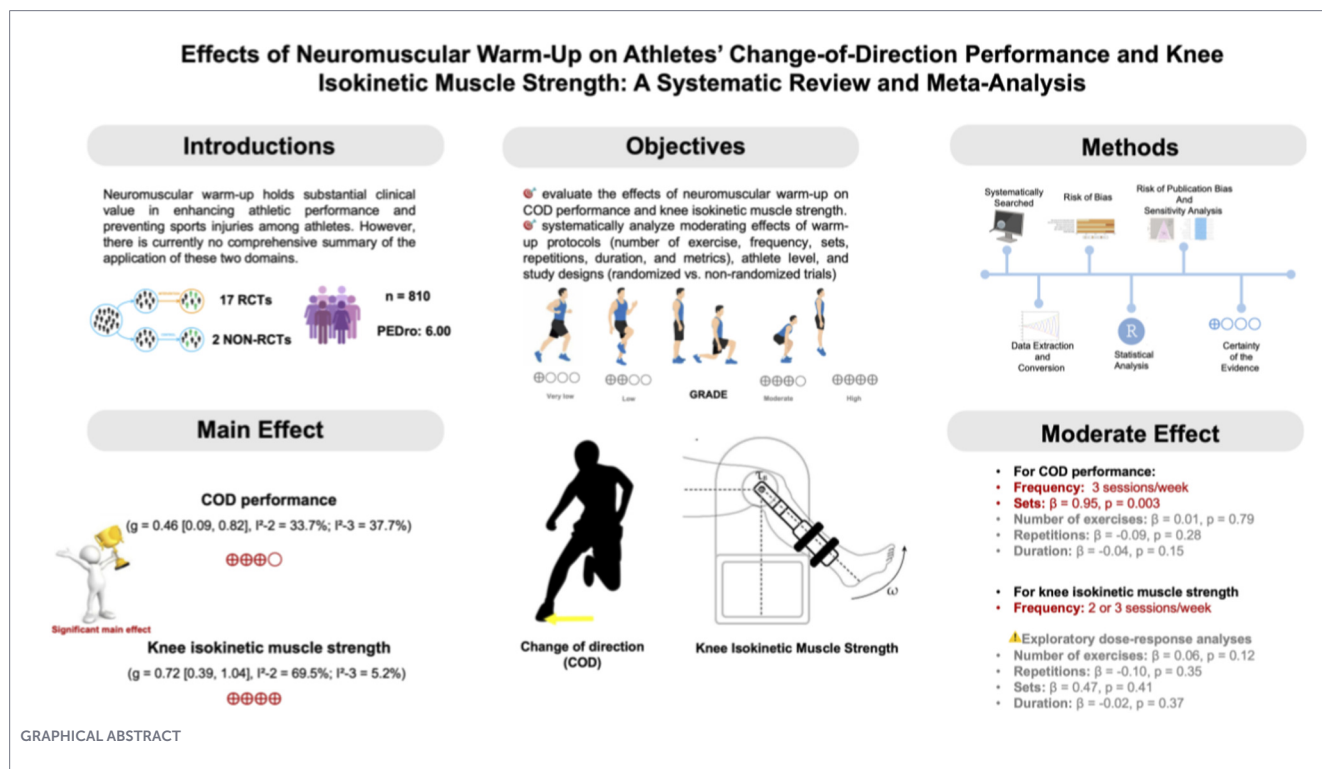 Effects of Neuromuscular Warm-Up on Athletes' Change-of-Direction Performance and Knee
Isokinetic Muscle Strength: A Systematic Review and Meta-Analysis
Introductions
Neuromuscular warm-up holds substantial clinical
value in enhancing athletic performance and
preventing sports injuries among athletes. However,
there is currently no comprehensive summary of the
application of these two domains.
17 RCTs
2 NON-RCTs
n = 810
PEDro: 6.00
Objectives
evaluate the effects of neuromuscular warm-up on
COD performance and knee isokinetic muscle strength.
systematically analyze moderating effects of warm-
up protocols (number of exercise, frequency, sets,
repetitions, duration, and metrics), athlete level, and
study designs (randomized vs. non-randomized trials)
Very low
Low
GRADE
Moderate
High
Methods
Systematically
Searched
Risk of Bias
Risk of Publication Bias
And
Sensitivity Analysis
Data Extraction
and
Conversion
R
Statistical
Analysis
Certainty
of the
Evidence
Main Effect
COD performance
(g = 0.46 [0.09, 0.82], I²-2 = 33.7%; I²-3 = 37.7%)
Significant main effect
Knee isokinetic muscle strength
(g = 0.72 [0.39, 1.04], I²-2 = 69.5%; I²-3 = 5.2%)
ω
Change of direction
(COD)
Knee Isokinetic Muscle Strength
Moderate Effect
• For COD performance:
• Frequency: 3 sessions/week
• Sets: β = 0.95, p = 0.003
• Number of exercises: β = 0.01, p = 0.79
• Repetitions: β = -0.09, p = 0.28
• Duration: β = -0.04, p = 0.15
• For knee isokinetic muscle strength
• Frequency: 2 or 3 sessions/week
Exploratory dose-response analyses
• Number of exercises: β = 0.06, p = 0.12
• Repetitions: β = -0.10, p = 0.35
• Sets: β = 0.47, p = 0.41
• Duration: β = -0.02, p = 0.37
GRAPHICAL ABSTRACT